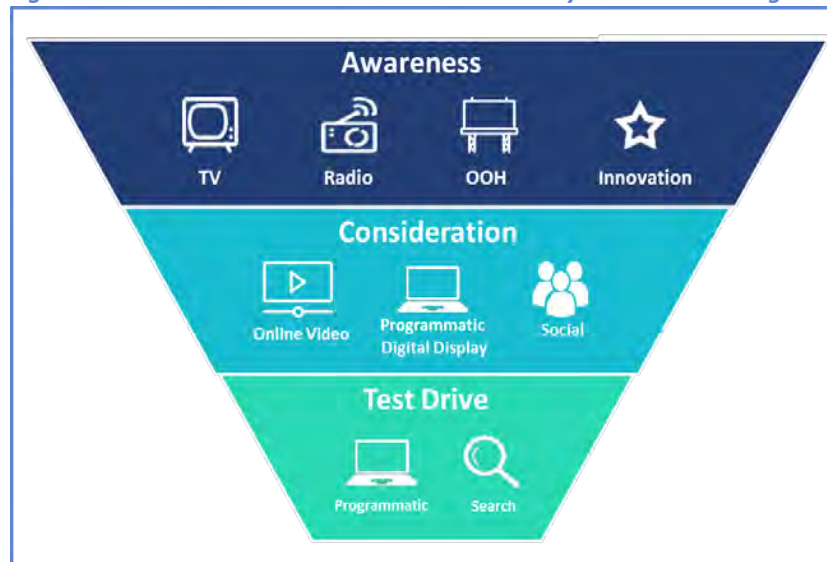 Awareness
TV Radio OOH Innovation
Consideration
Online Video Programmatic Digital Display Social
Test Drive
Programmatic Search